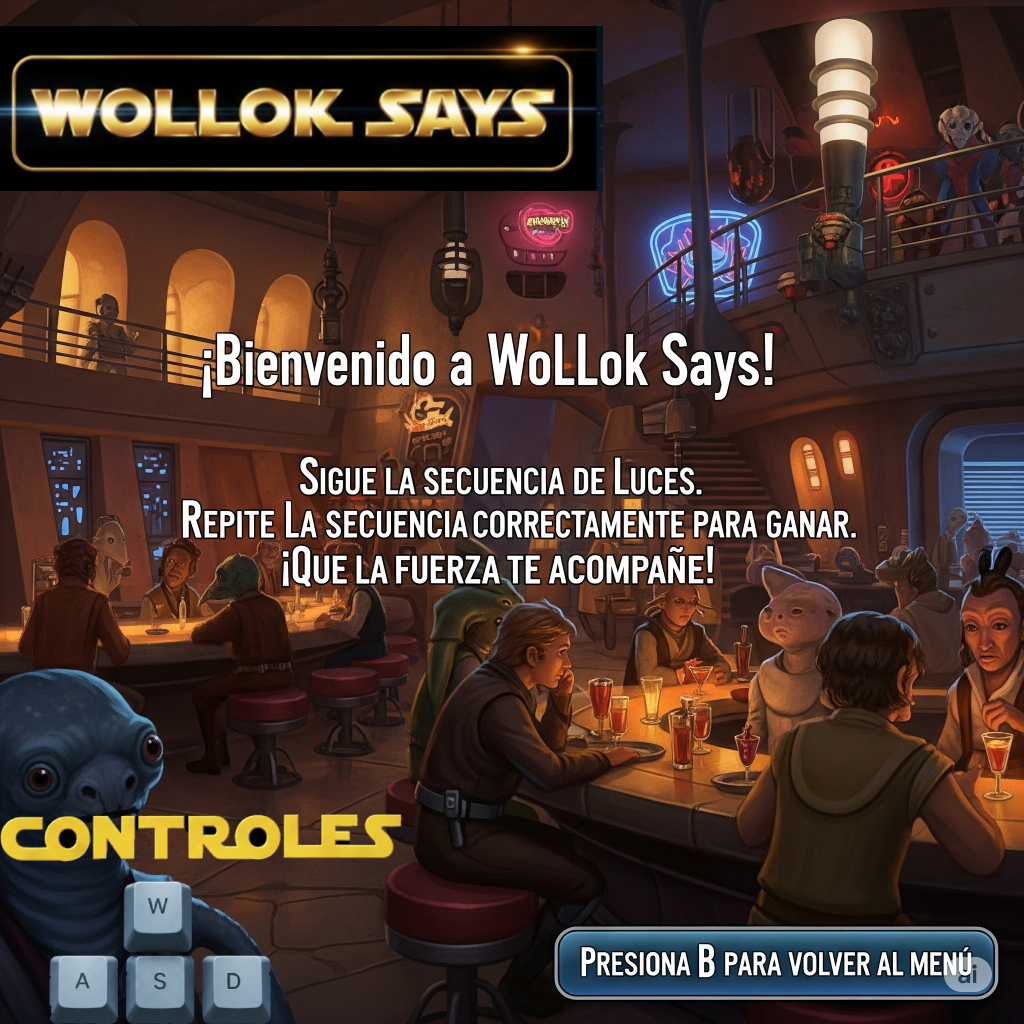 WOLLOK SAYS
¡Bienvenido a WoLLok Says!
SIGUE LA SECUENCIA DE LUCES.
REPITE LA SECUENCIA CORRECTAMENTE PARA GANAR.
¡QUE LA FUERZA TE ACOMPAÑE!
CONTROLES
W
A S D
PRESIONA B PARA VOLVER AL MENÚ
ai